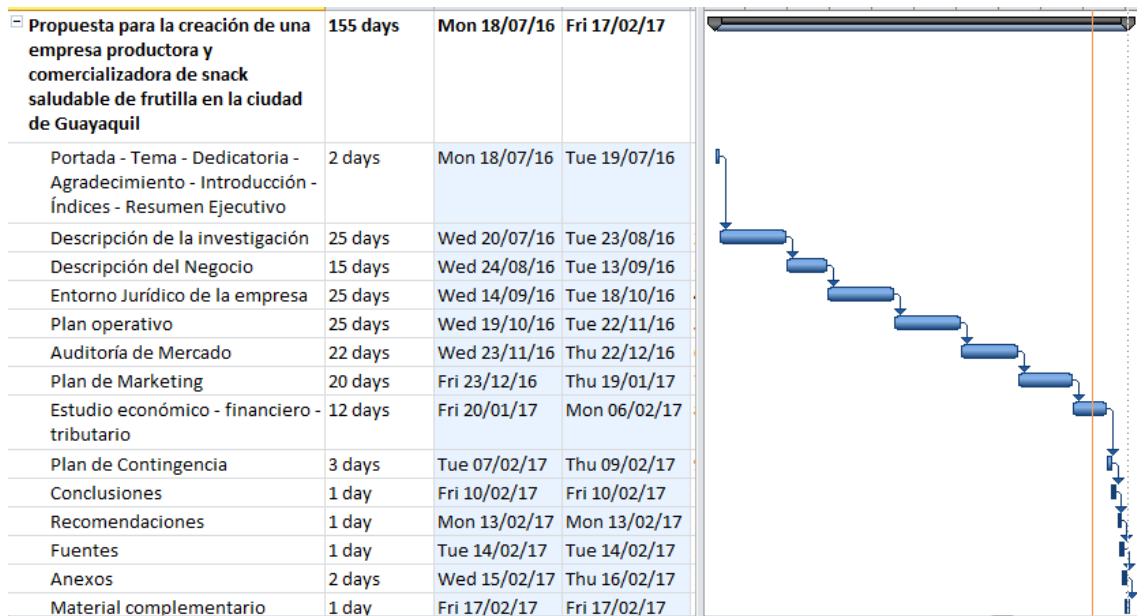 Propuesta para la creación de una 155 days Mon 18/07/16 Fri 17/02/17
empresa productora y
comercializadora de snack
saludable de frutilla en la ciudad
de Guayaquil
Portada - Tema - Dedicatoria - 2 days Mon 18/07/16 Tue 19/07/16
Agradecimiento - Introducción -
Índices - Resumen Ejecutivo
Descripción de la investigación 25 days Wed 20/07/16 Tue 23/08/16
Descripción del Negocio 15 days Wed 24/08/16 Tue 13/09/16
Entorno Jurídico de la empresa 25 days Wed 14/09/16 Tue 18/10/16
Plan operativo 25 days Wed 19/10/16 Tue 22/11/16
Auditoría de Mercado 22 days Wed 23/11/16 Thu 22/12/16
Plan de Marketing 20 days Fri 23/12/16 Thu 19/01/17
Estudio económico - financiero - 12 days Fri 20/01/17 Mon 06/02/17
tributario
Plan de Contingencia 3 days Tue 07/02/17 Thu 09/02/17
Conclusiones 1 day Fri 10/02/17 Fri 10/02/17
Recomendaciones 1 day Mon 13/02/17 Mon 13/02/17
Fuentes 1 day Tue 14/02/17 Tue 14/02/17
Anexos 2 days Wed 15/02/17 Thu 16/02/17
Material complementario 1 day Fri 17/02/17 Fri 17/02/17